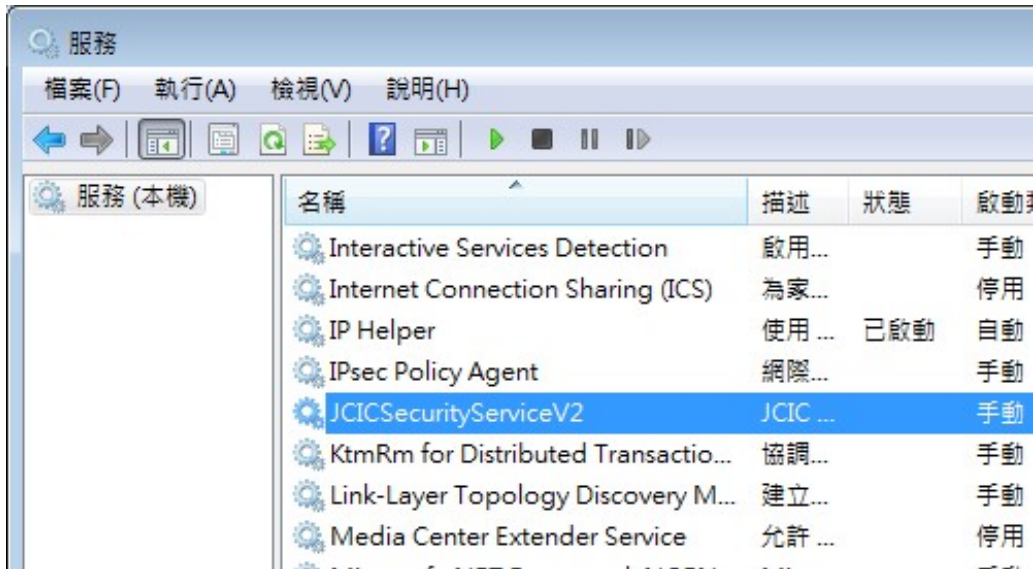 服務
檔案(F) 執行(A) 檢視(V) 說明(H)
服務 (本機)
名稱 描述 狀態 啟動
Interactive Services Detection 啟用... 手動
Internet Connection Sharing (ICS) 為家... 停用
IP Helper 使用 ... 已啟動 自動
IPsec Policy Agent 網際... 手動
JCICSecurityServiceV2 JCIC ... 手動
KtmRm for Distributed Transactio... 協調... 手動
Link-Layer Topology Discovery M... 建立... 手動
Media Center Extender Service 允許 ... 停用